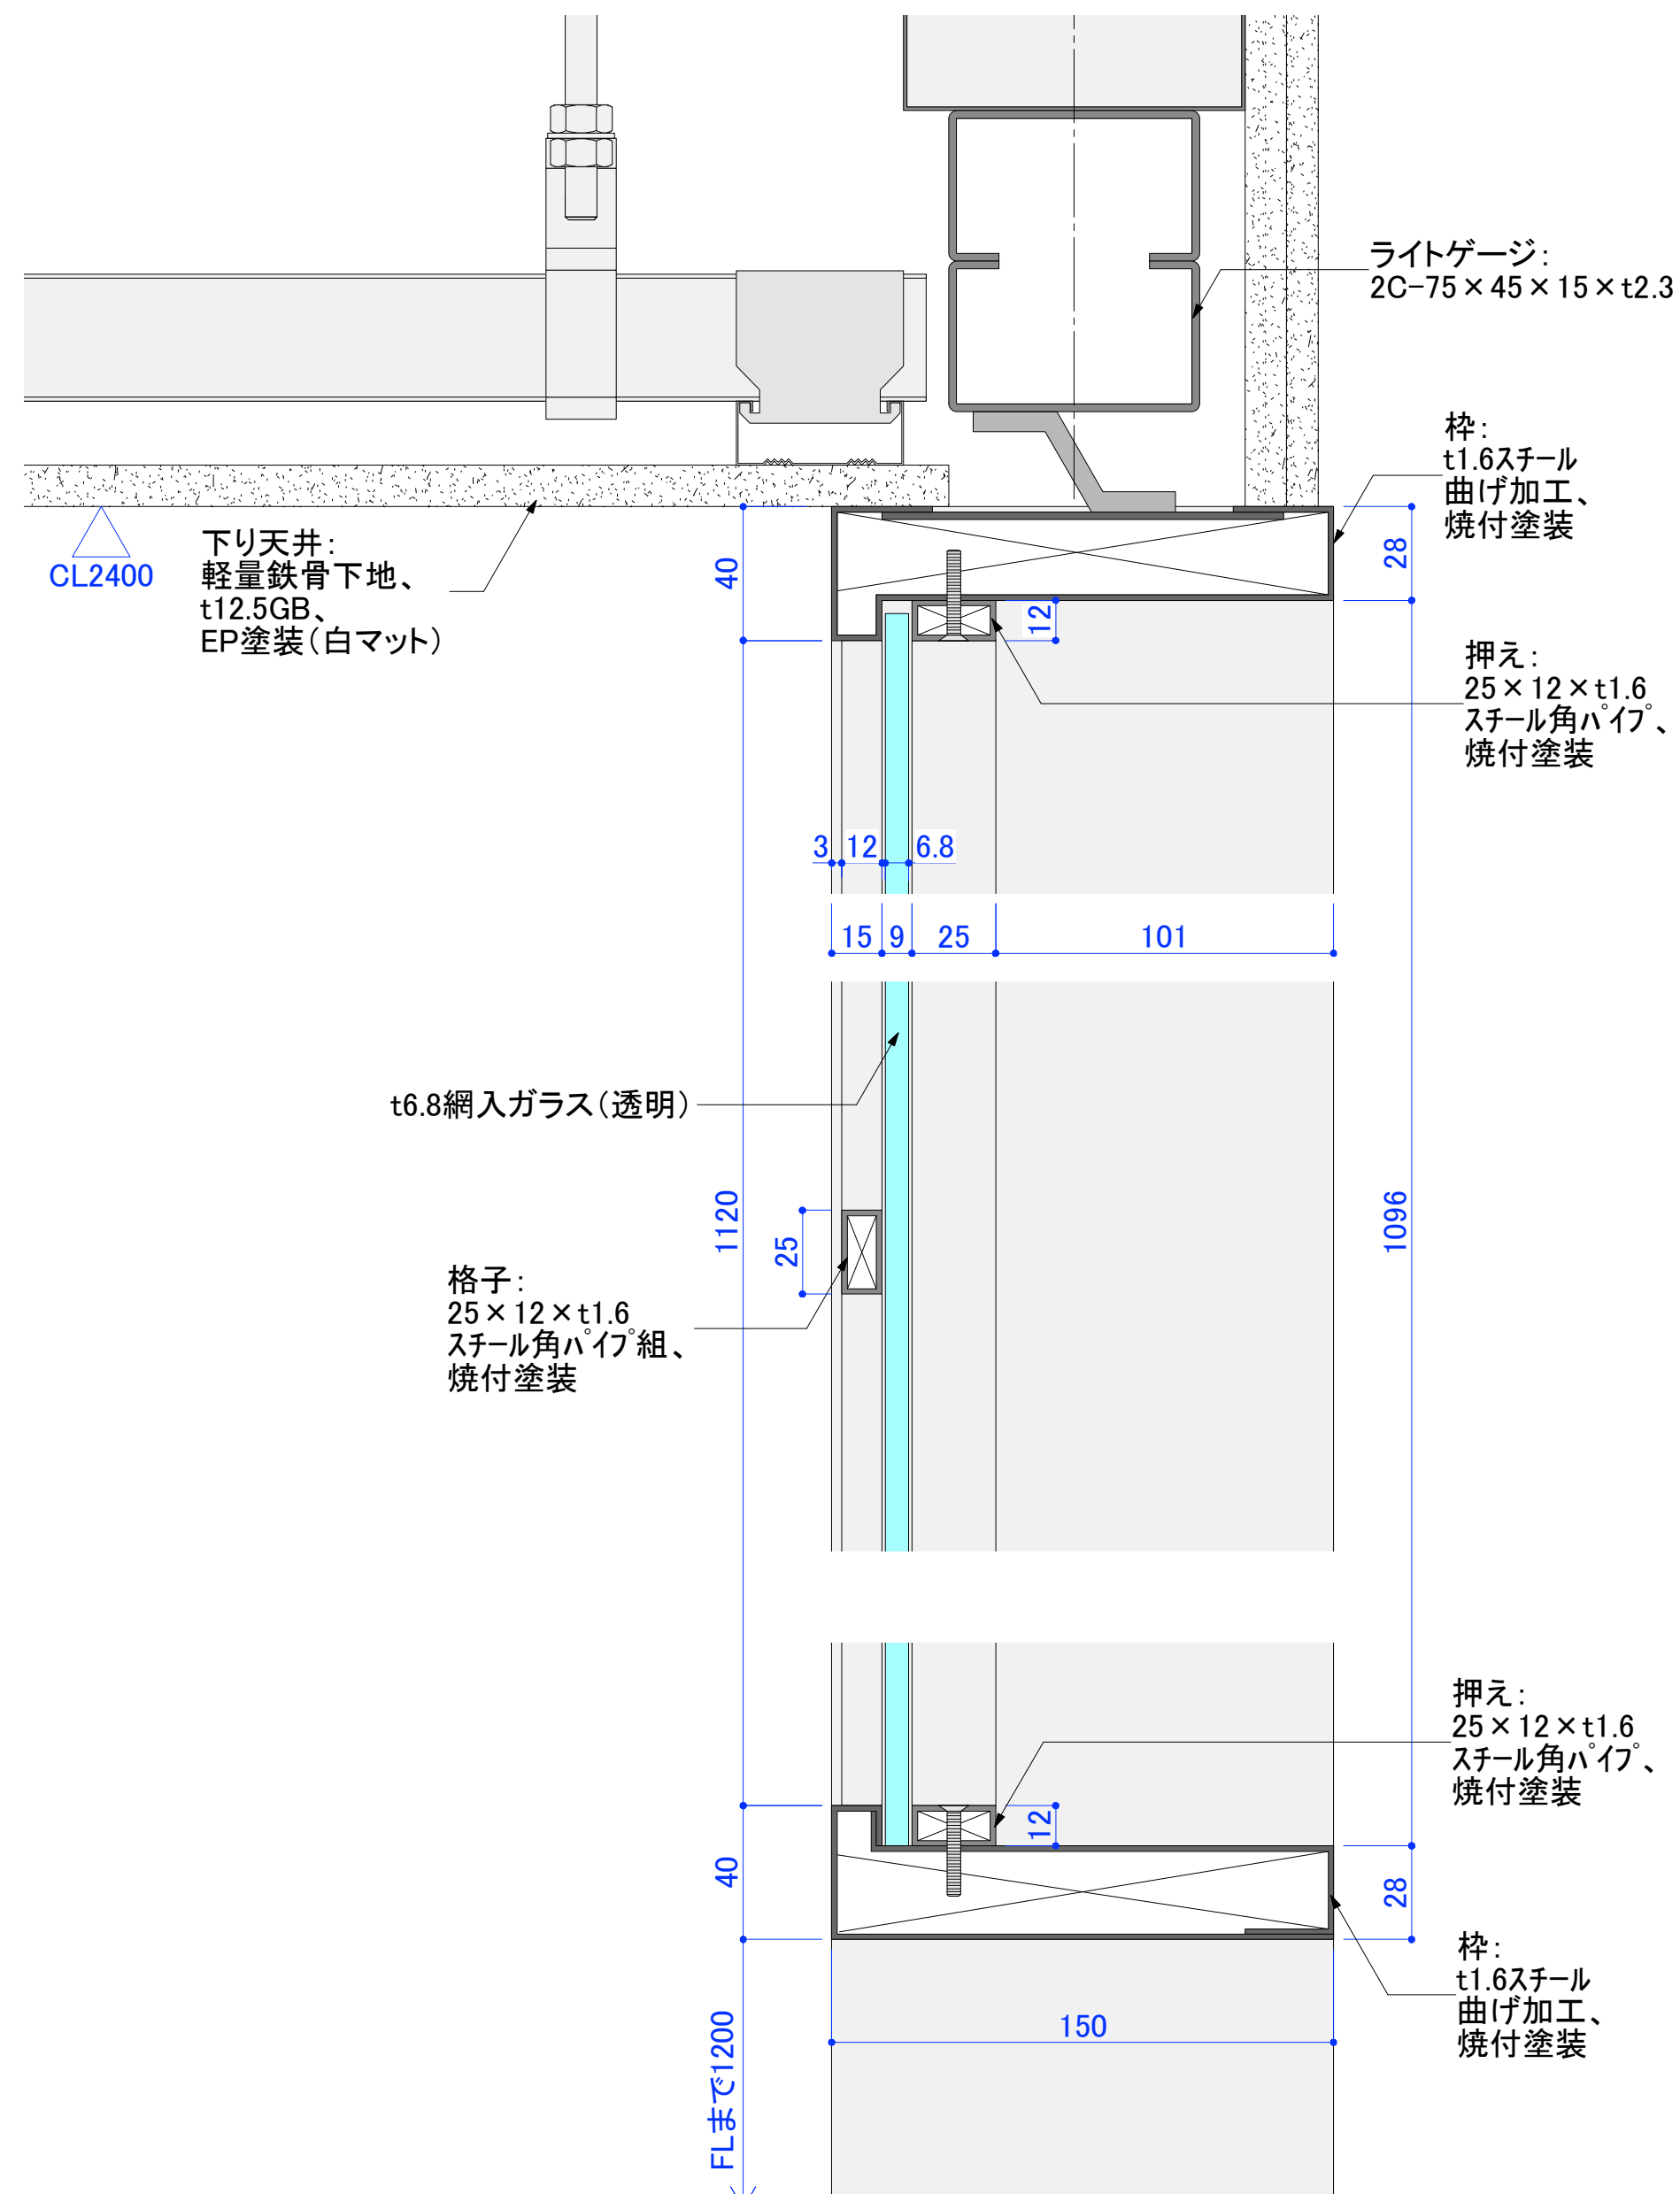 ライトゲージ：
2C-75×45×15×t2.3
枠：
t1.6ｽﾁｰﾙ
曲げ加工、
焼付塗装
28
40
CL2400
下り天井：
軽量鉄骨下地、
t12.5GB、
EP塗装（白マット）
12
押え：
25×12×t1.6
ｽﾁｰﾙ角ﾊﾟｲﾌﾟ、
焼付塗装
3
12
6.8
15
9
25
101
t6.8網入ガラス（透明）
1120
25
1096
格子：
25×12×t1.6
ｽﾁｰﾙ角ﾊﾟｲﾌﾟ組、
焼付塗装
押え：
25×12×t1.6
ｽﾁｰﾙ角ﾊﾟｲﾌﾟ、
焼付塗装
12
40
28
枠：
t1.6ｽﾁｰﾙ
曲げ加工、
焼付塗装
150
FLまで1200